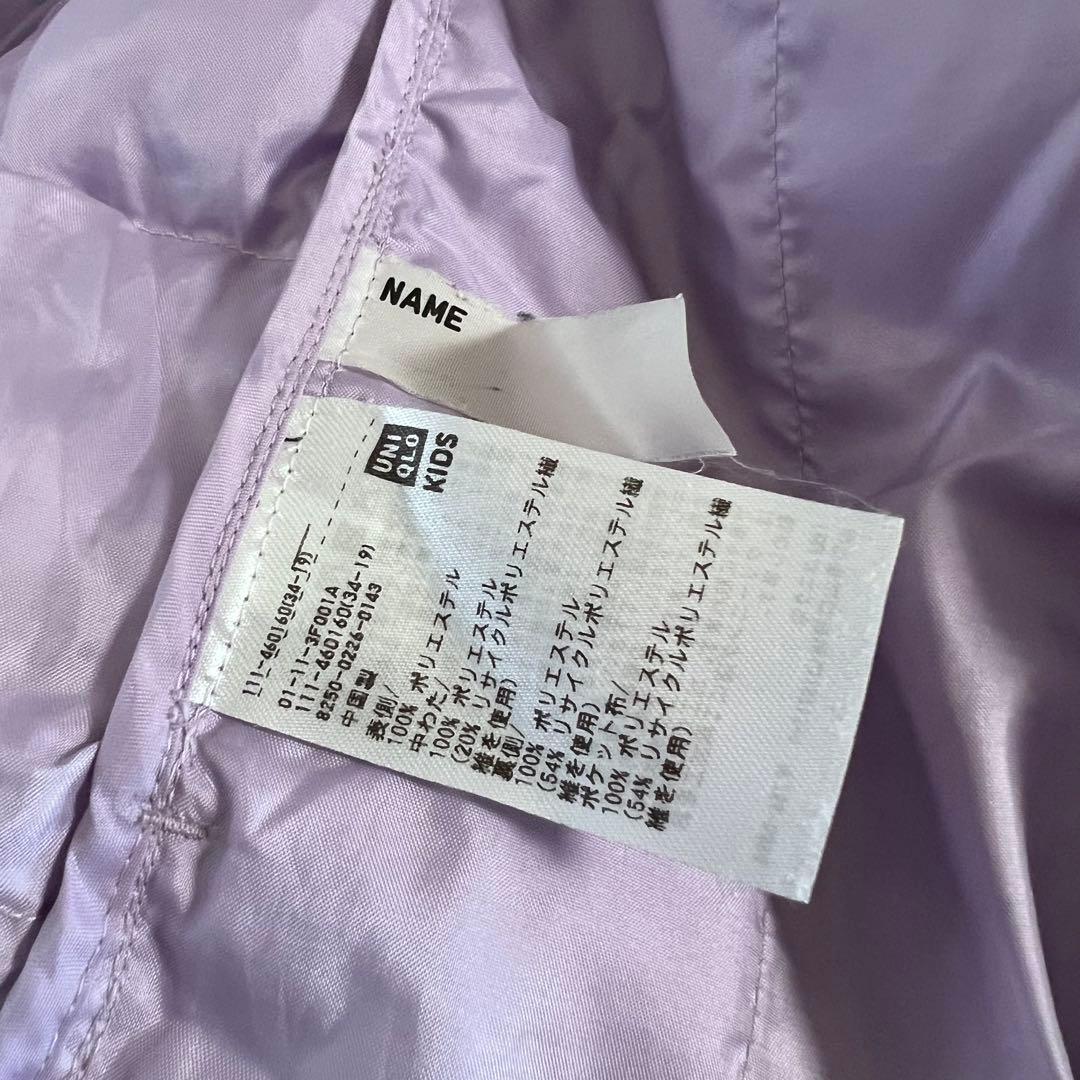 NAME
UNI
QLO
KIDS
111-460160(34-19)
01-11-3F001A
111-460160(34-19)
8250-0226-0143
中国製
表側/
100% ポリエステル
中わた/
100% ポリエステル
(20% リサイクルポリエステル繊
維を使用)
裏側/
100% ポリエステル
(54% リサイクルポリエステル繊
維を使用)
ポケット布/
100% ポリエステル
(54% リサイクルポリエステル繊
維を使用)